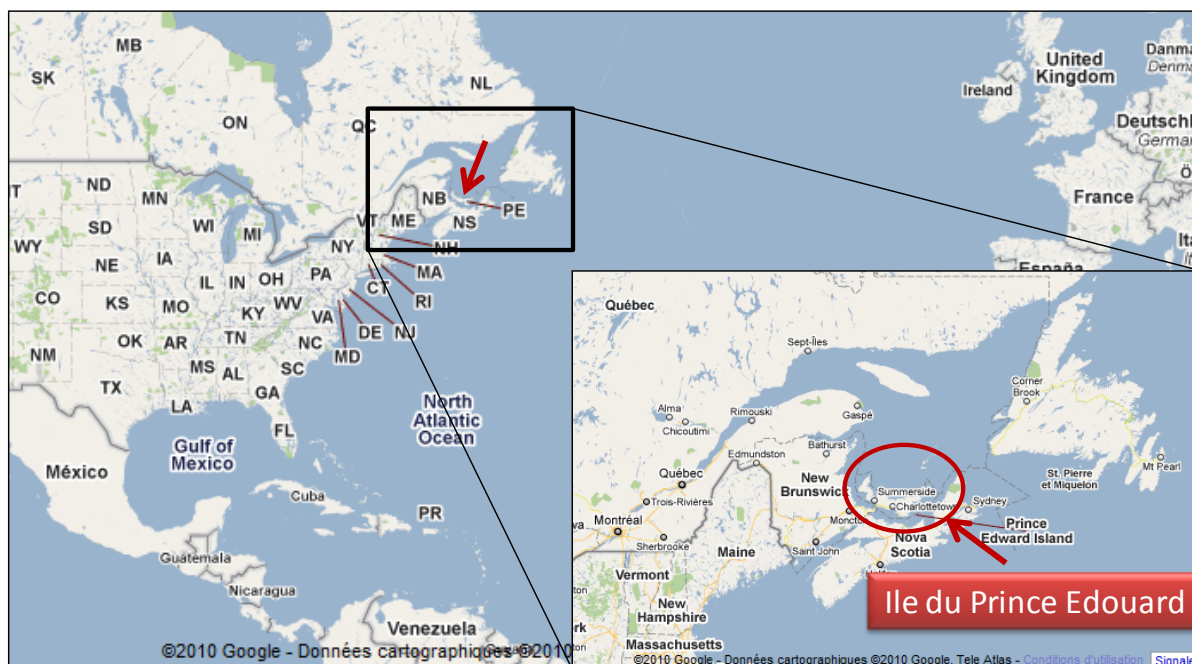 MB
SK
NL
ON
QC
United
Kingdom
Ireland
Danma
Denma
Deutschl
German
France
España
Ita
It
ND
MN
NB
PE
NS
VT
ME
NH
SD
WI
MI
NY
WY
IA
MA
NE
IL
IN
OH
PA
CT
RI
CO
KS
MO
WV
KY
VA
DE
NJ
OK
AR
TN
NC
MD
NM
MS
AL
SC
TX
GA
LA
FL
North
Atlantic
Ocean
Gulf of
Mexico
México
Cuba
PR
Guatemala
Nicaragua
Venezuela
©2010 Google - Données cartographiques ©2010
Québec
Sept-Îles
Corner
Brook
Alma
Chicoutimi
Rimouski
Gaspé
Bathurst
Edmundston
Québec
New
Brunswick
Summerside
Charlottetown
Sydney
St. Pierre
et Miquelon
Mt Pearl
Trois-Rivières
Moncton
Montréal
Sherbrooke
Maine
Saint John
Nova
Scotia
Prince
Edward Island
Vermont
New
Hampshire
Massachusetts
Ile du Prince Edouard
©2010 Google - Données cartographiques ©2010 Google, Tele Atlas - Conditions d'utilisation
Signale